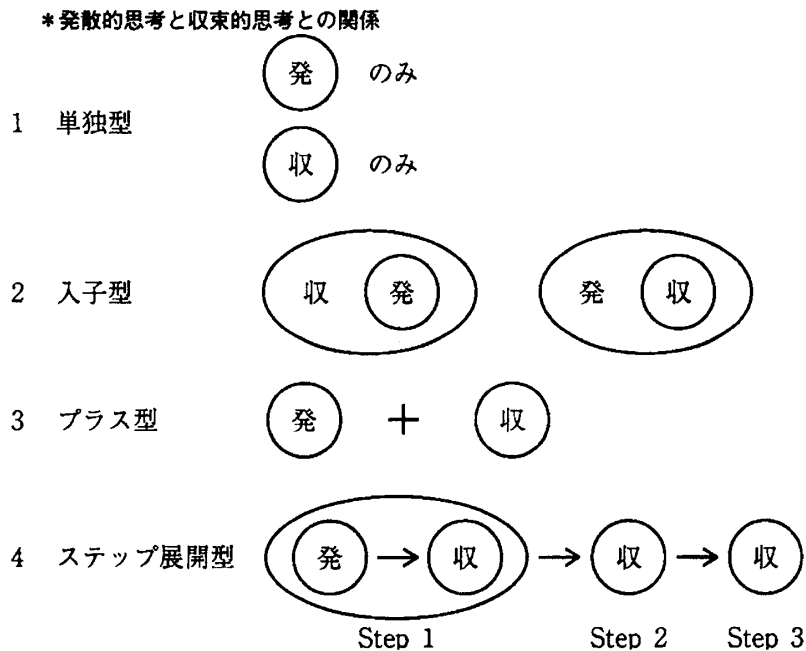 *発散的思考と収束的思考との関係
発 のみ
1 単独型
収 のみ
2 入子型 収 発 発 収
3 プラス型 発 + 収
4 ステップ展開型 発 → 収 → 収 → 収
Step 1 Step 2 Step 3